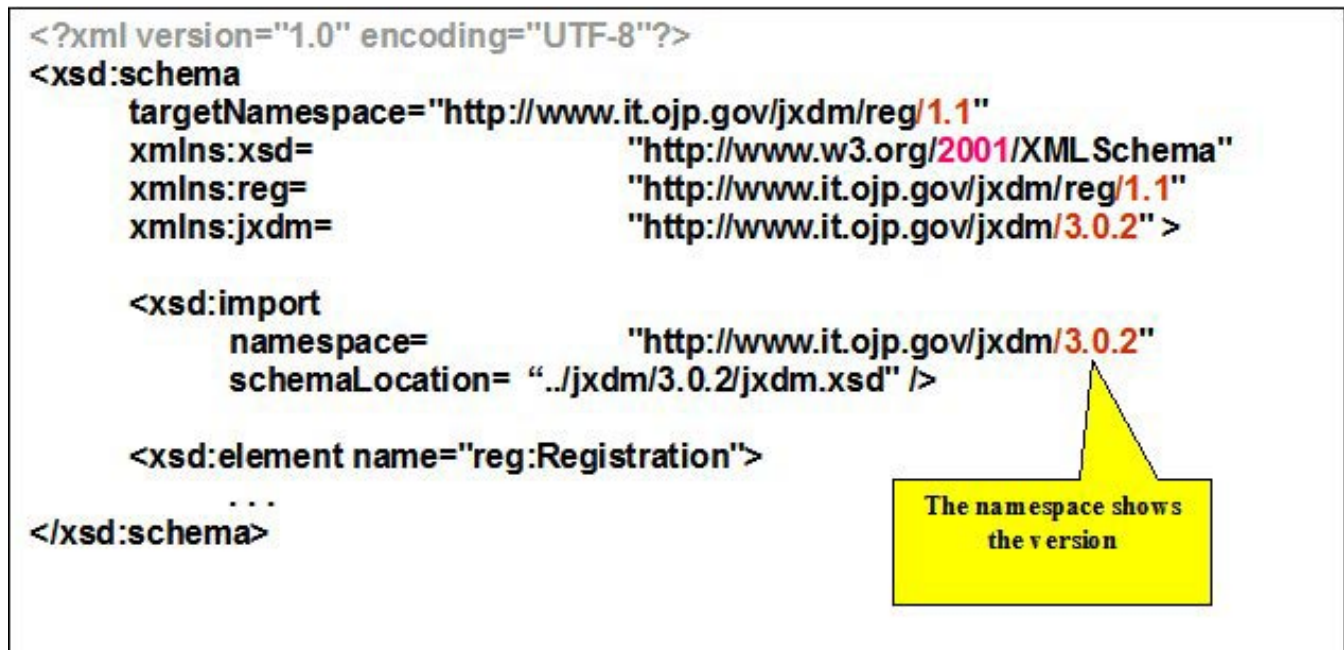 <?xml version="1.0" encoding="UTF-8"?>
<xsd:schema
targetNamespace="http://www.it.ojp.gov/jxdm/reg/1.1"
xmlns:xsd= "http://www.w3.org/2001/XMLSchema"
xmlns:reg= "http://www.it.ojp.gov/jxdm/reg/1.1"
xmlns:jxdm= "http://www.it.ojp.gov/jxdm/3.0.2" >
<xsd:import
namespace= "http://www.it.ojp.gov/jxdm/3.0.2"
schemaLocation= “../jxdm/3.0.2/jxdm.xsd" />
<xsd:element name="reg:Registration">
. . .
</xsd:schema>
The namespace shows
the version